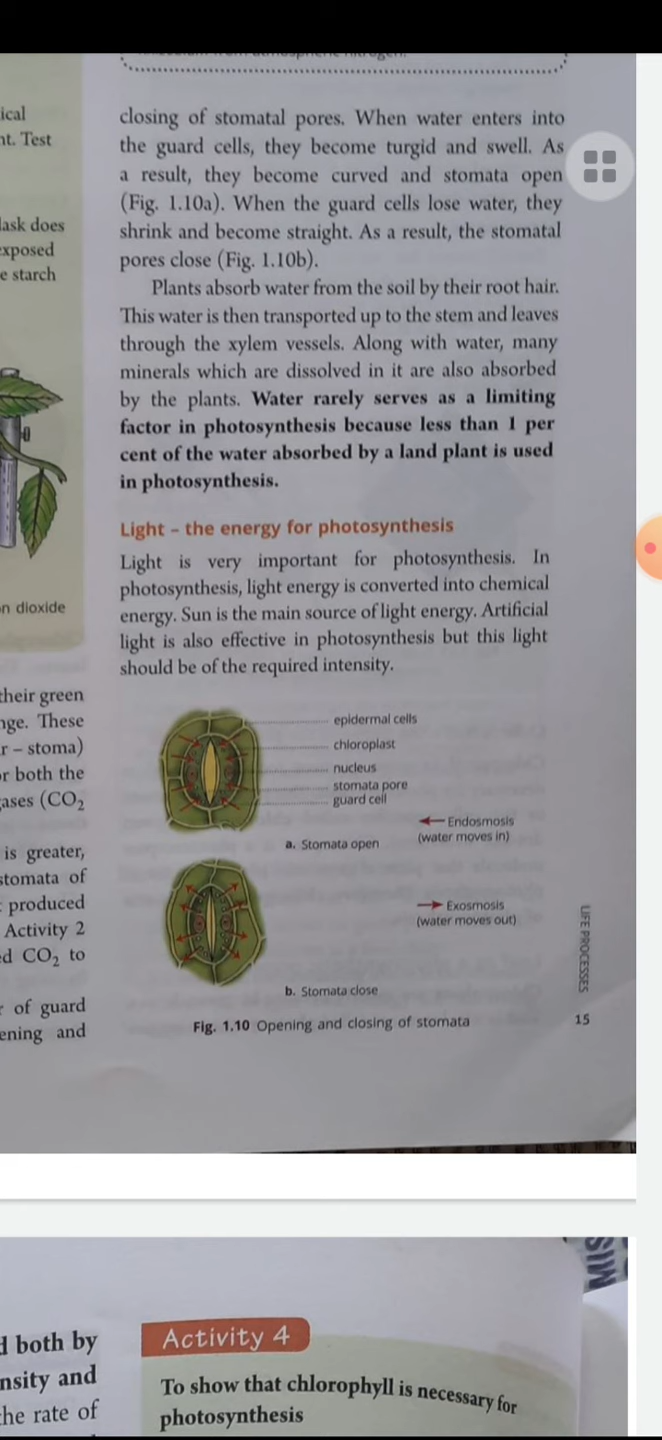 ical
nt. Test
lask does
exposed
e starch
n dioxide
their green
nge. These
r – stoma)
or both the
gases (CO₂
is greater,
stomata of
produced
Activity 2
ed CO₂ to
r of guard
ening and
closing of stomatal pores. When water enters into
the guard cells, they become turgid and swell. As
a result, they become curved and stomata open
(Fig. 1.10a). When the guard cells lose water, they
shrink and become straight. As a result, the stomatal
pores close (Fig. 1.10b).
Plants absorb water from the soil by their root hair.
This water is then transported up to the stem and leaves
through the xylem vessels. Along with water, many
minerals which are dissolved in it are also absorbed
by the plants. Water rarely serves as a limiting
factor in photosynthesis because less than 1 per
cent of the water absorbed by a land plant is used
in photosynthesis.
Light – the energy for photosynthesis
Light is very important for photosynthesis. In
photosynthesis, light energy is converted into chemical
energy. Sun is the main source of light energy. Artificial
light is also effective in photosynthesis but this light
should be of the required intensity.
epidermal cells
chloroplast
nucleus
stomata pore
guard cell
Endosmosis
(water moves in)
a. Stomata open
Exosmosis
(water moves out)
b. Stomata close
Fig. 1.10 Opening and closing of stomata
LIFE PROCESSES
15
MIS
d both by
nsity and
the rate of
Activity 4
To show that chlorophyll is necessary for
photosynthesis